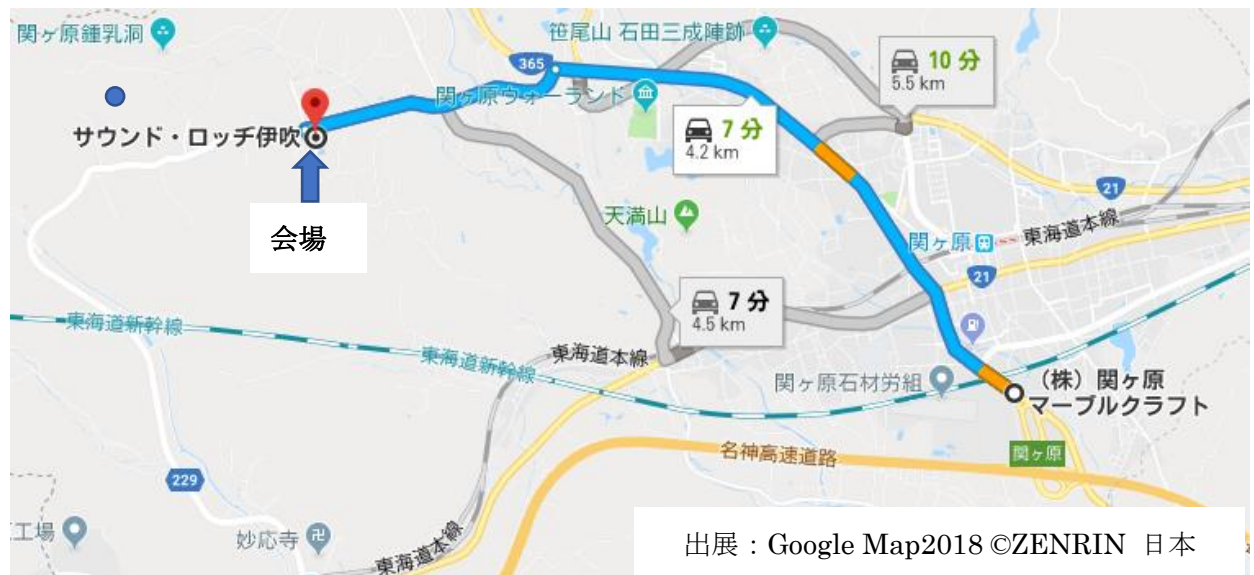 関ヶ原鍾乳洞
笹尾山 石田三成陣跡
365
10 分
5.5 km
関ヶ原ウォーランド
サウンド・ロッヂ伊吹
7 分
4.2 km
会場
21
天満山
関ヶ原
東海道本線
21
7 分
4.5 km
東海道新幹線
東海道新幹線
東海道本線
関ヶ原石材労組
（株）関ヶ原
マーブルクラフト
名神高速道路
関ヶ原
229
工場
妙応寺
東海道本線
出展：Google Map2018 ©ZENRIN 日本